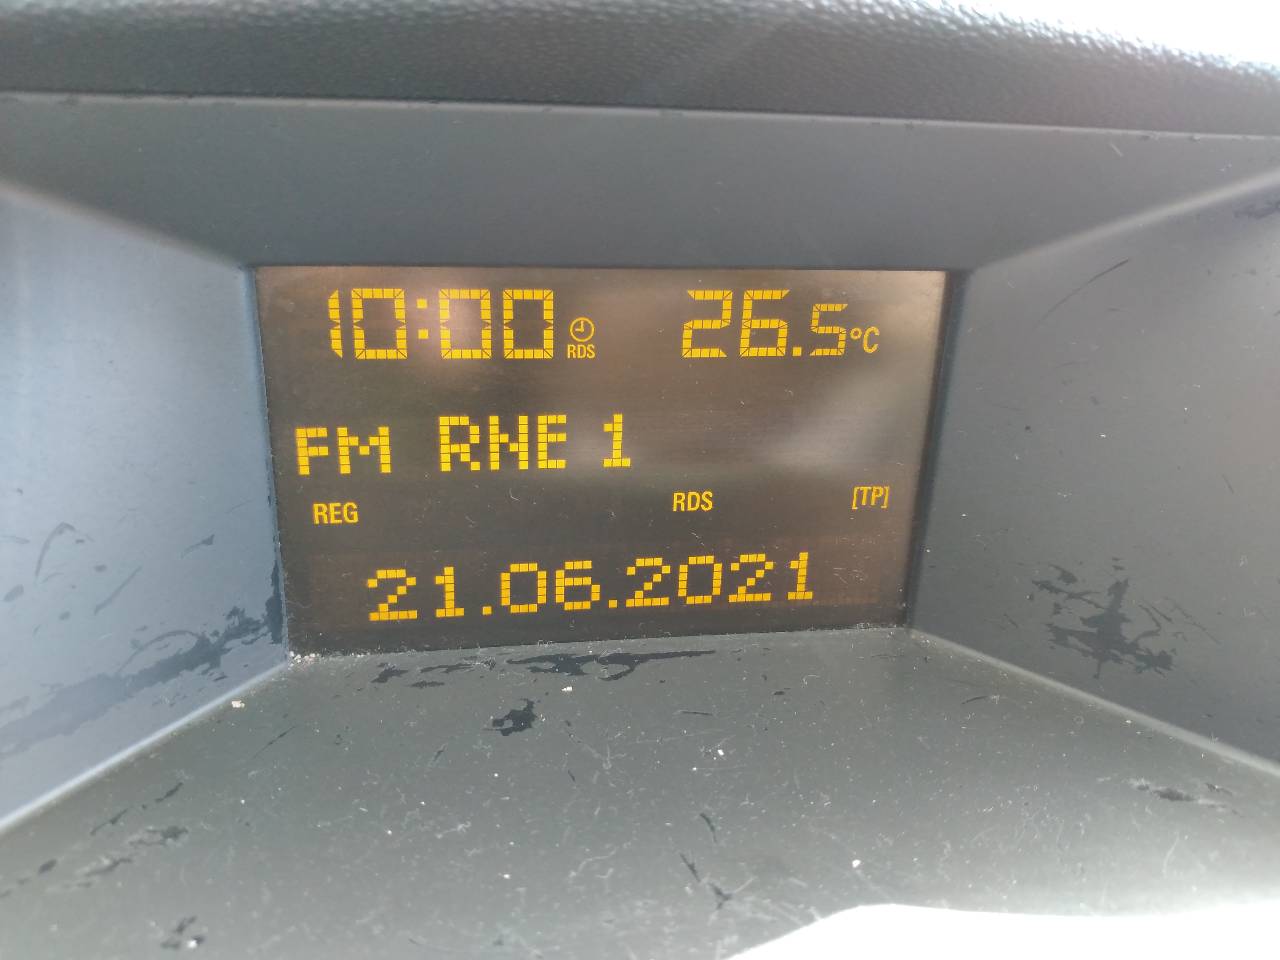 10:00 RDS 26.5°C
FM RNE 1
REG RDS [TP]
21.06.2021